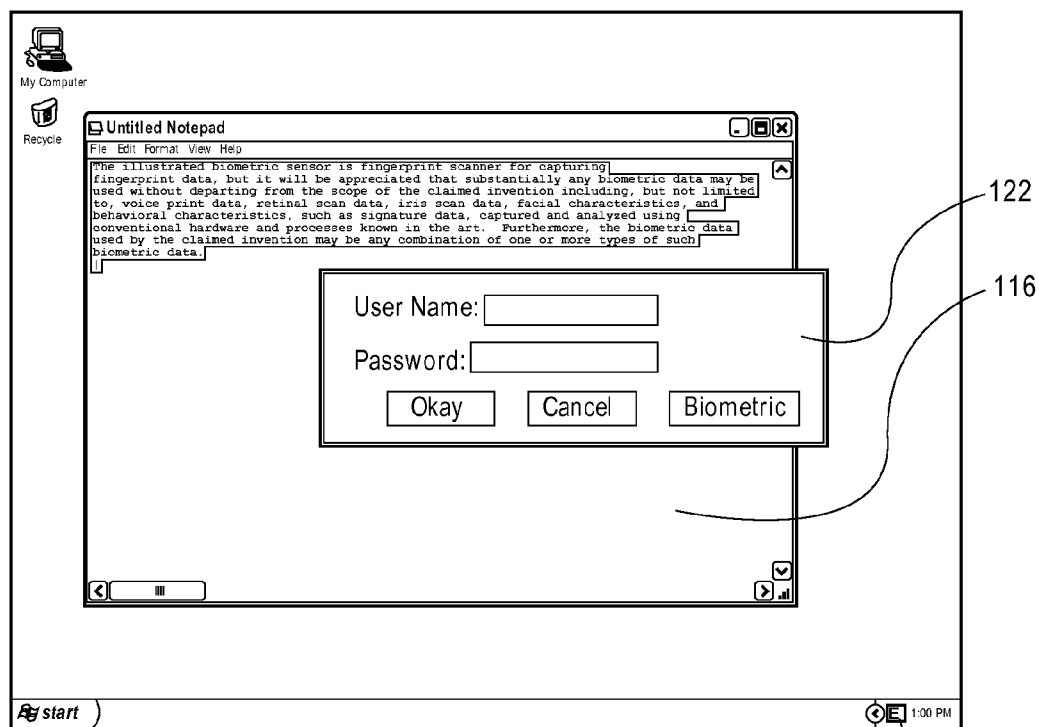 My Computer
Recycle
Untitled Notepad
File Edit Format View Help
The illustrated biometric sensor is fingerprint scanner for capturing
fingerprint data, but it will be appreciated that substantially any biometric data may be
used without departing from the scope of the claimed invention including, but not limited
to, voice print data, retinal scan data, iris scan data, facial characteristics, and
behavioral characteristics, such as signature data, captured and analyzed using
conventional hardware and processes known in the art. Furthermore, the biometric data
used by the claimed invention may be any combination of one or more types of such
biometric data.
122
116
User Name:
Password:
Okay Cancel Biometric
start
E 1:00 PM